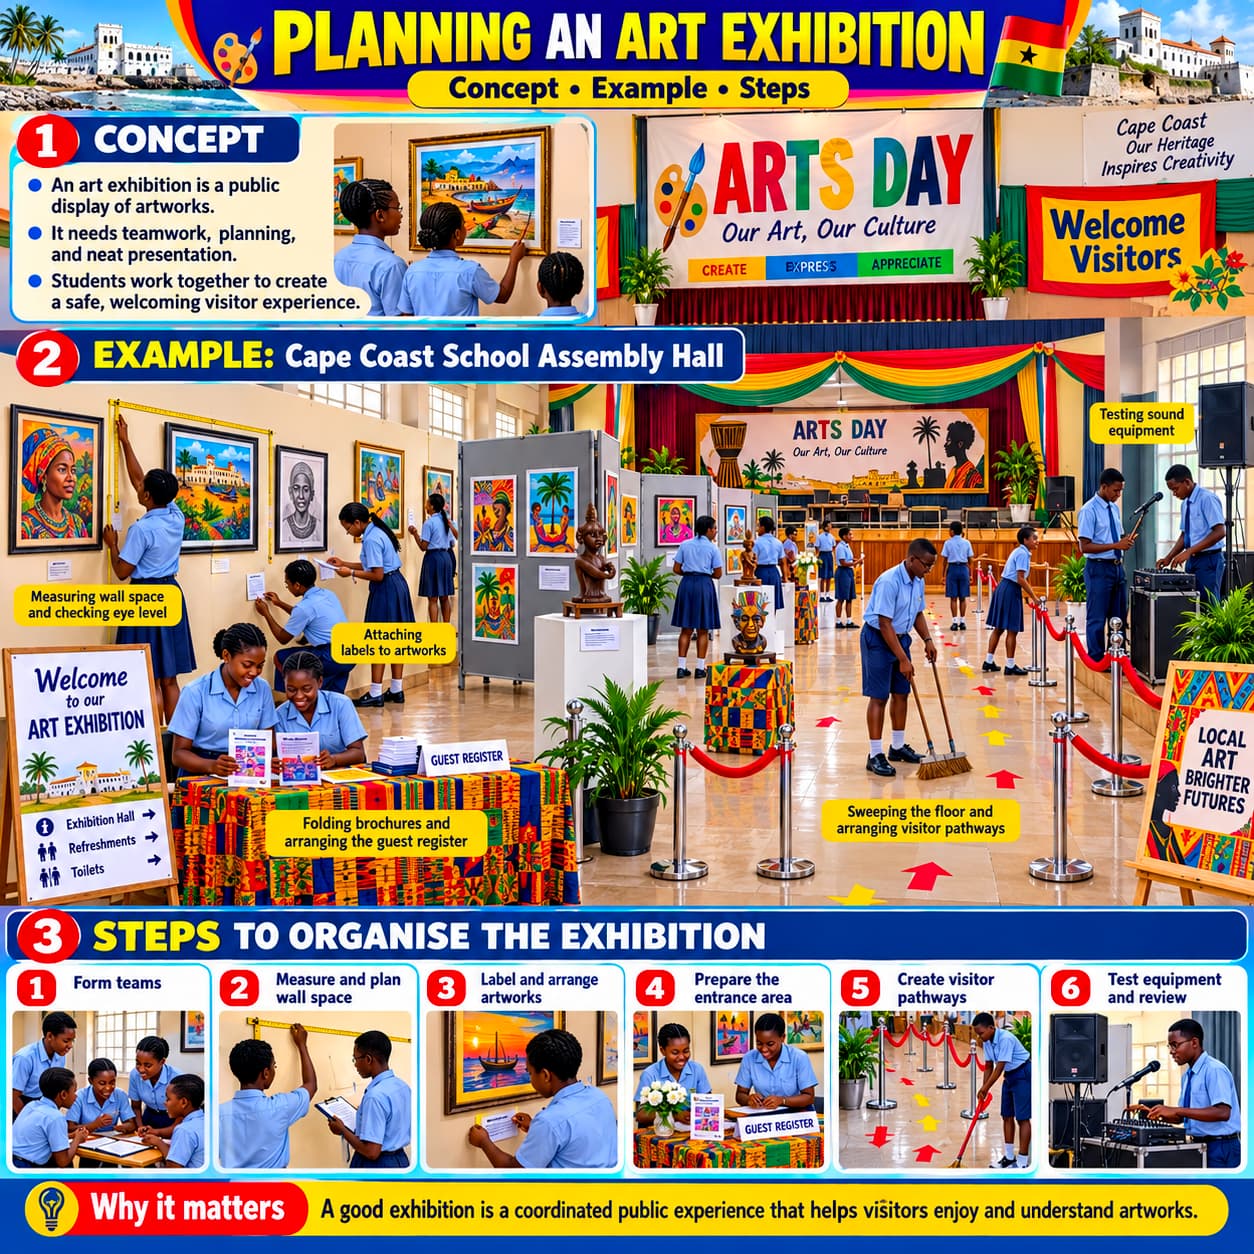 PLANNING AN ART EXHIBITION
Concept • Example • Steps
1 CONCEPT
• An art exhibition is a public
display of artworks.
• It needs teamwork, planning,
and neat presentation.
• Students work together to create
a safe, welcoming visitor experience.
ARTS DAY
Our Art, Our Culture
CREATE EXPRESS APPRECIATE
Cape Coast
Our Heritage
Inspires Creativity
Welcome
Visitors
2 EXAMPLE: Cape Coast School Assembly Hall
ARTS DAY
Our Art, Our Culture
Testing sound
equipment
Measuring wall space
and checking eye level
Attaching
labels to artworks
Welcome
to our
ART EXHIBITION
Exhibition Hall →
Refreshments →
Toilets →
GUEST REGISTER
Folding brochures and
arranging the guest register
Sweeping the floor and
arranging visitor pathways
LOCAL
ART
BRIGHTER
FUTURES
3 STEPS TO ORGANISE THE EXHIBITION
1 Form teams
2 Measure and plan
wall space
3 Label and arrange
artworks
4 Prepare the
entrance area
GUEST REGISTER
5 Create visitor
pathways
6 Test equipment
and review
Why it matters
A good exhibition is a coordinated public experience that helps visitors enjoy and understand artworks.